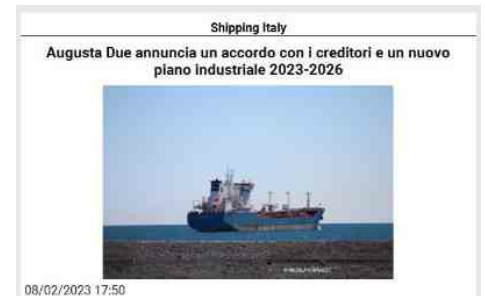 Shipping Italy
Augusta Due annuncia un accordo con i creditori e un nuovo
piano industriale 2023-2026
08/02/2023 17:50